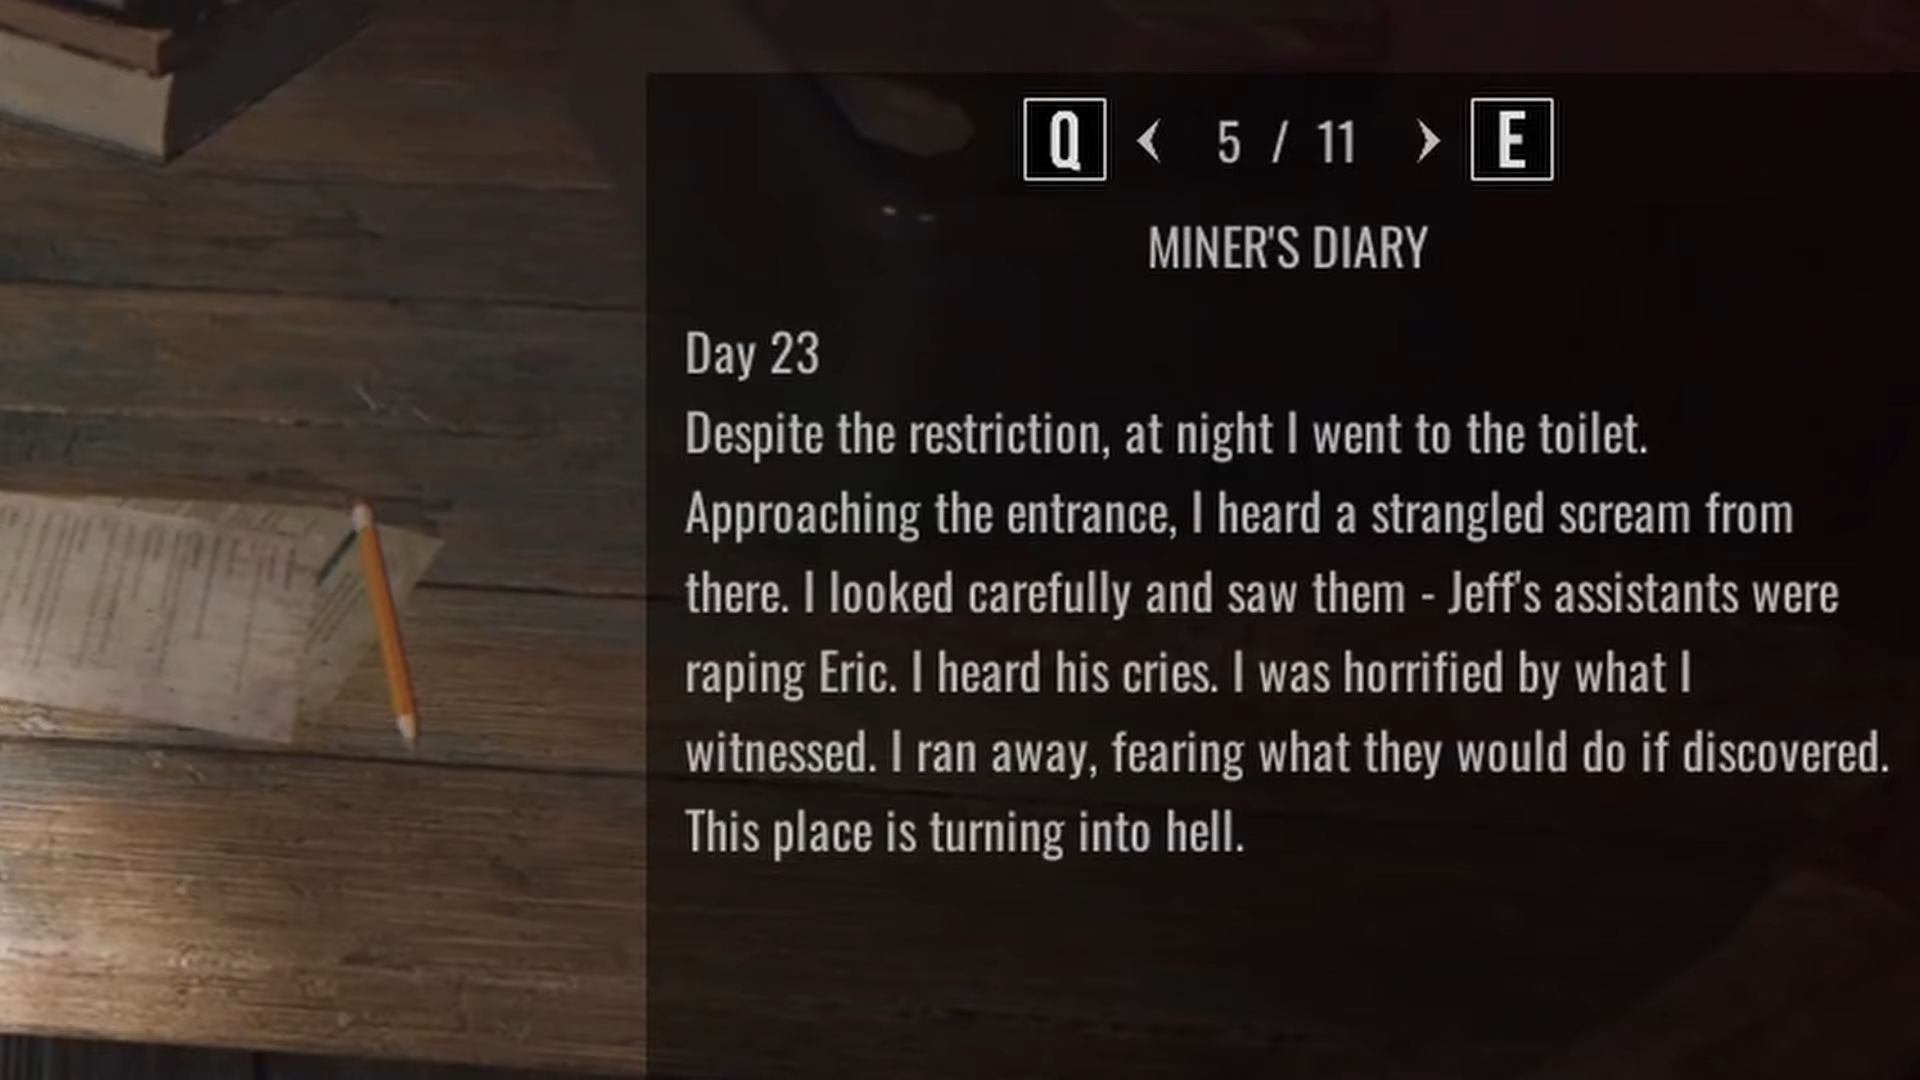 Q < 5 / 11 > E
MINER'S DIARY
Day 23
Despite the restriction, at night I went to the toilet.
Approaching the entrance, I heard a strangled scream from
there. I looked carefully and saw them - Jeff's assistants were
raping Eric. I heard his cries. I was horrified by what I
witnessed. I ran away, fearing what they would do if discovered.
This place is turning into hell.